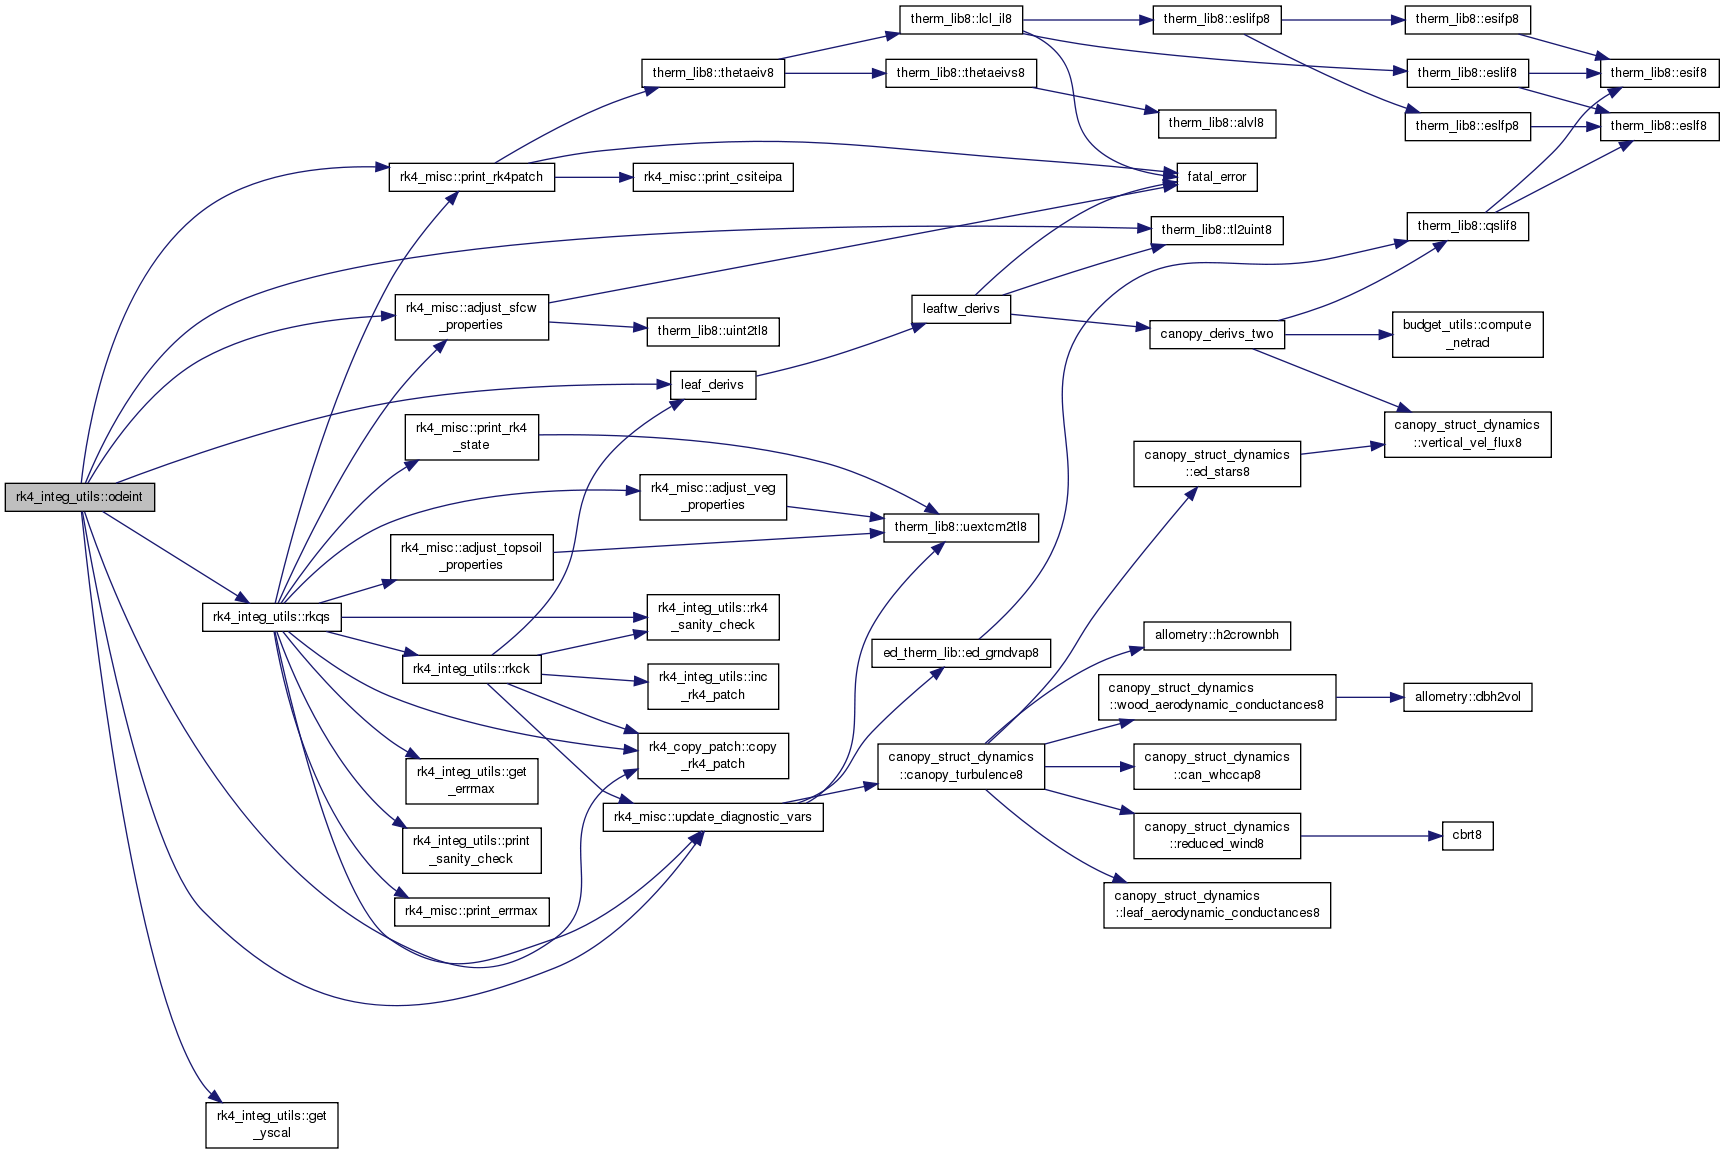 therm_lib8::lcl_il8
therm_lib8::eslifp8
therm_lib8::esifp8
therm_lib8::thetaeiv8
therm_lib8::thetaeivs8
therm_lib8::eslif8
therm_lib8::esif8
therm_lib8::alvl8
therm_lib8::eslfp8
therm_lib8::eslf8
rk4_misc::print_rk4patch
rk4_misc::print_csiteipa
fatal_error
therm_lib8::tl2uint8
therm_lib8::qslif8
rk4_misc::adjust_sfcw
_properties
therm_lib8::uint2tl8
leaftw_derivs
canopy_derivs_two
budget_utils::compute
_netrad
leaf_derivs
rk4_misc::print_rk4
_state
canopy_struct_dynamics
::vertical_vel_flux8
canopy_struct_dynamics
::ed_stars8
rk4_integ_utils::odeint
rk4_misc::adjust_veg
_properties
therm_lib8::uextcm2tl8
rk4_misc::adjust_topsoil
_properties
rk4_integ_utils::rkqs
rk4_integ_utils::rk4
_sanity_check
allometry::h2crownbh
rk4_integ_utils::rkck
rk4_integ_utils::inc
_rk4_patch
ed_therm_lib::ed_grndvap8
canopy_struct_dynamics
::wood_aerodynamic_conductances8
allometry::dbh2vol
rk4_copy_patch::copy
_rk4_patch
canopy_struct_dynamics
::canopy_turbulence8
canopy_struct_dynamics
::can_whccap8
rk4_integ_utils::get
_errmax
rk4_misc::update_diagnostic_vars
canopy_struct_dynamics
::reduced_wind8
cbrt8
rk4_integ_utils::print
_sanity_check
rk4_misc::print_errmax
canopy_struct_dynamics
::leaf_aerodynamic_conductances8
rk4_integ_utils::get
_yscal